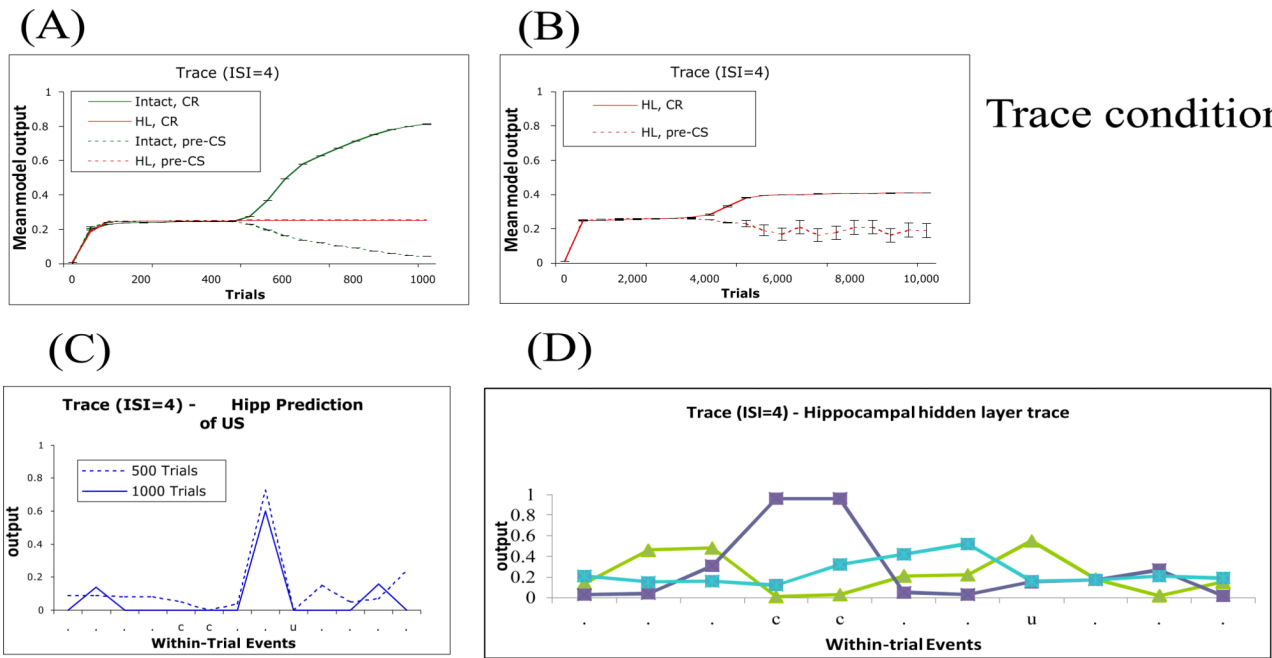 (A)
Trace (ISI=4)
Intact, CR
HL, CR
Intact, pre-CS
HL, pre-CS
Mean model output
1
0.8
0.6
0.4
0.2
0
0 200 400 600 800 1000
Trials
(B)
Trace (ISI=4)
HL, CR
HL, pre-CS
Mean model output
1
0.8
0.6
0.4
0.2
0
0 2,000 4,000 6,000 8,000 10,000
Trials
Trace condition
(C)
Trace (ISI=4) - Hipp Prediction
of US
500 Trials
1000 Trials
output
1
0.8
0.6
0.4
0.2
0
. . . . c c . . u . . . .
Within-Trial Events
(D)
Trace (ISI=4) - Hippocampal hidden layer trace
output
1
0.8
0.6
0.4
0.2
0
. . . c c . . u . . .
Within-trial Events